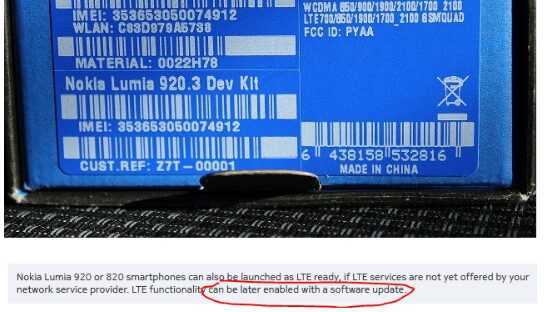 IMEI: 353653050074912
WLAN: C63D979A5738
MATERIAL: 0022H78
Nokia Lumia 920.3 Dev Kit
IMEI: 353653050074912
CUST.REF: Z7T-00001
WCDMA 850/900/1900/2100/1700 2100
LTE700/850/1900/1700_2100 GSMQUAD
FCC ID: PYAA
6 438158 532816
MADE IN CHINA
Nokia Lumia 920 or 820 smartphones can also be launched as LTE ready, if LTE services are not yet offered by your
network service provider. LTE functionality can be later enabled with a software update.